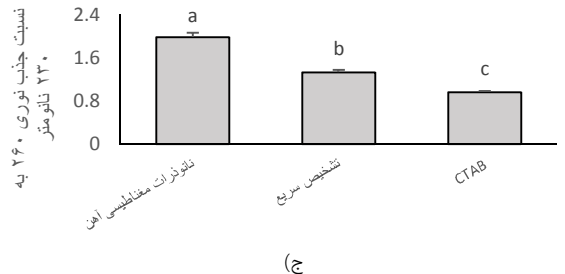 نسبت جذب نوری ۲۶۰ به
۲۳۰ نانومتر
2.4
1.6
0.8
0
a
b
c
نانوذرات مغناطیسی آهن
تشخیص سریع
CTAB
ج)